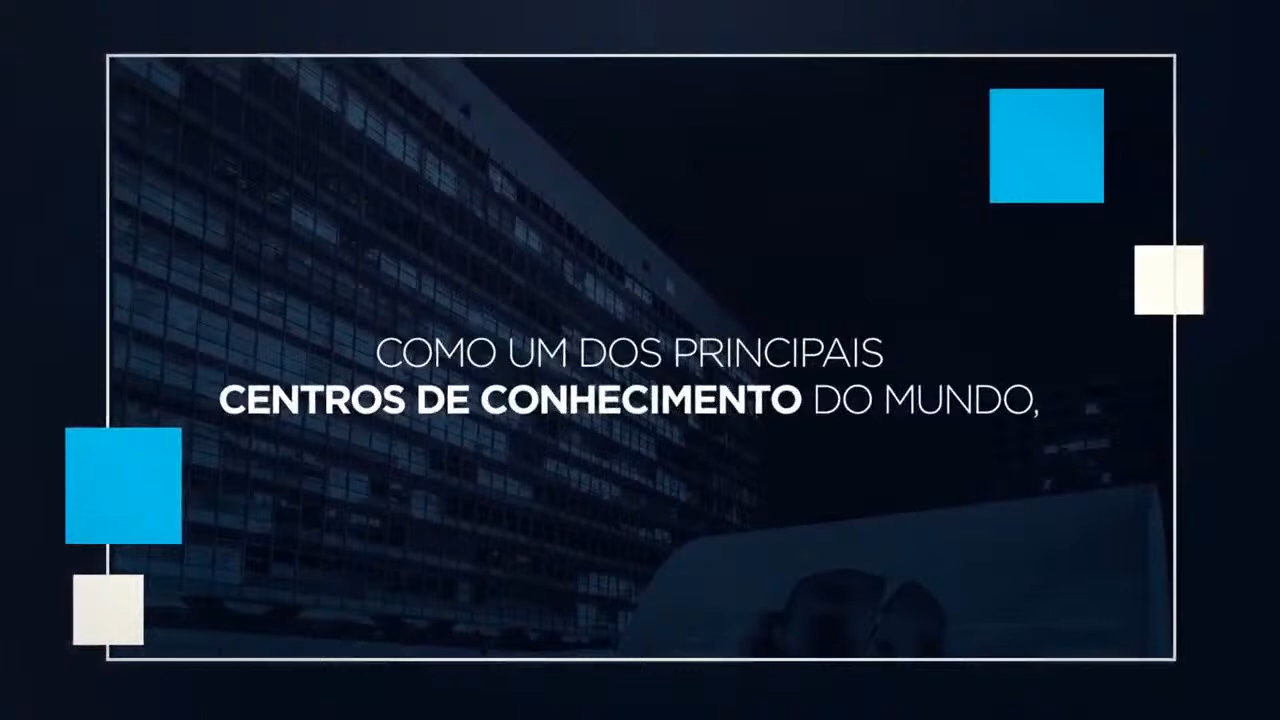 COMO UM DOS PRINCIPAIS
CENTROS DE CONHECIMENTO DO MUNDO,